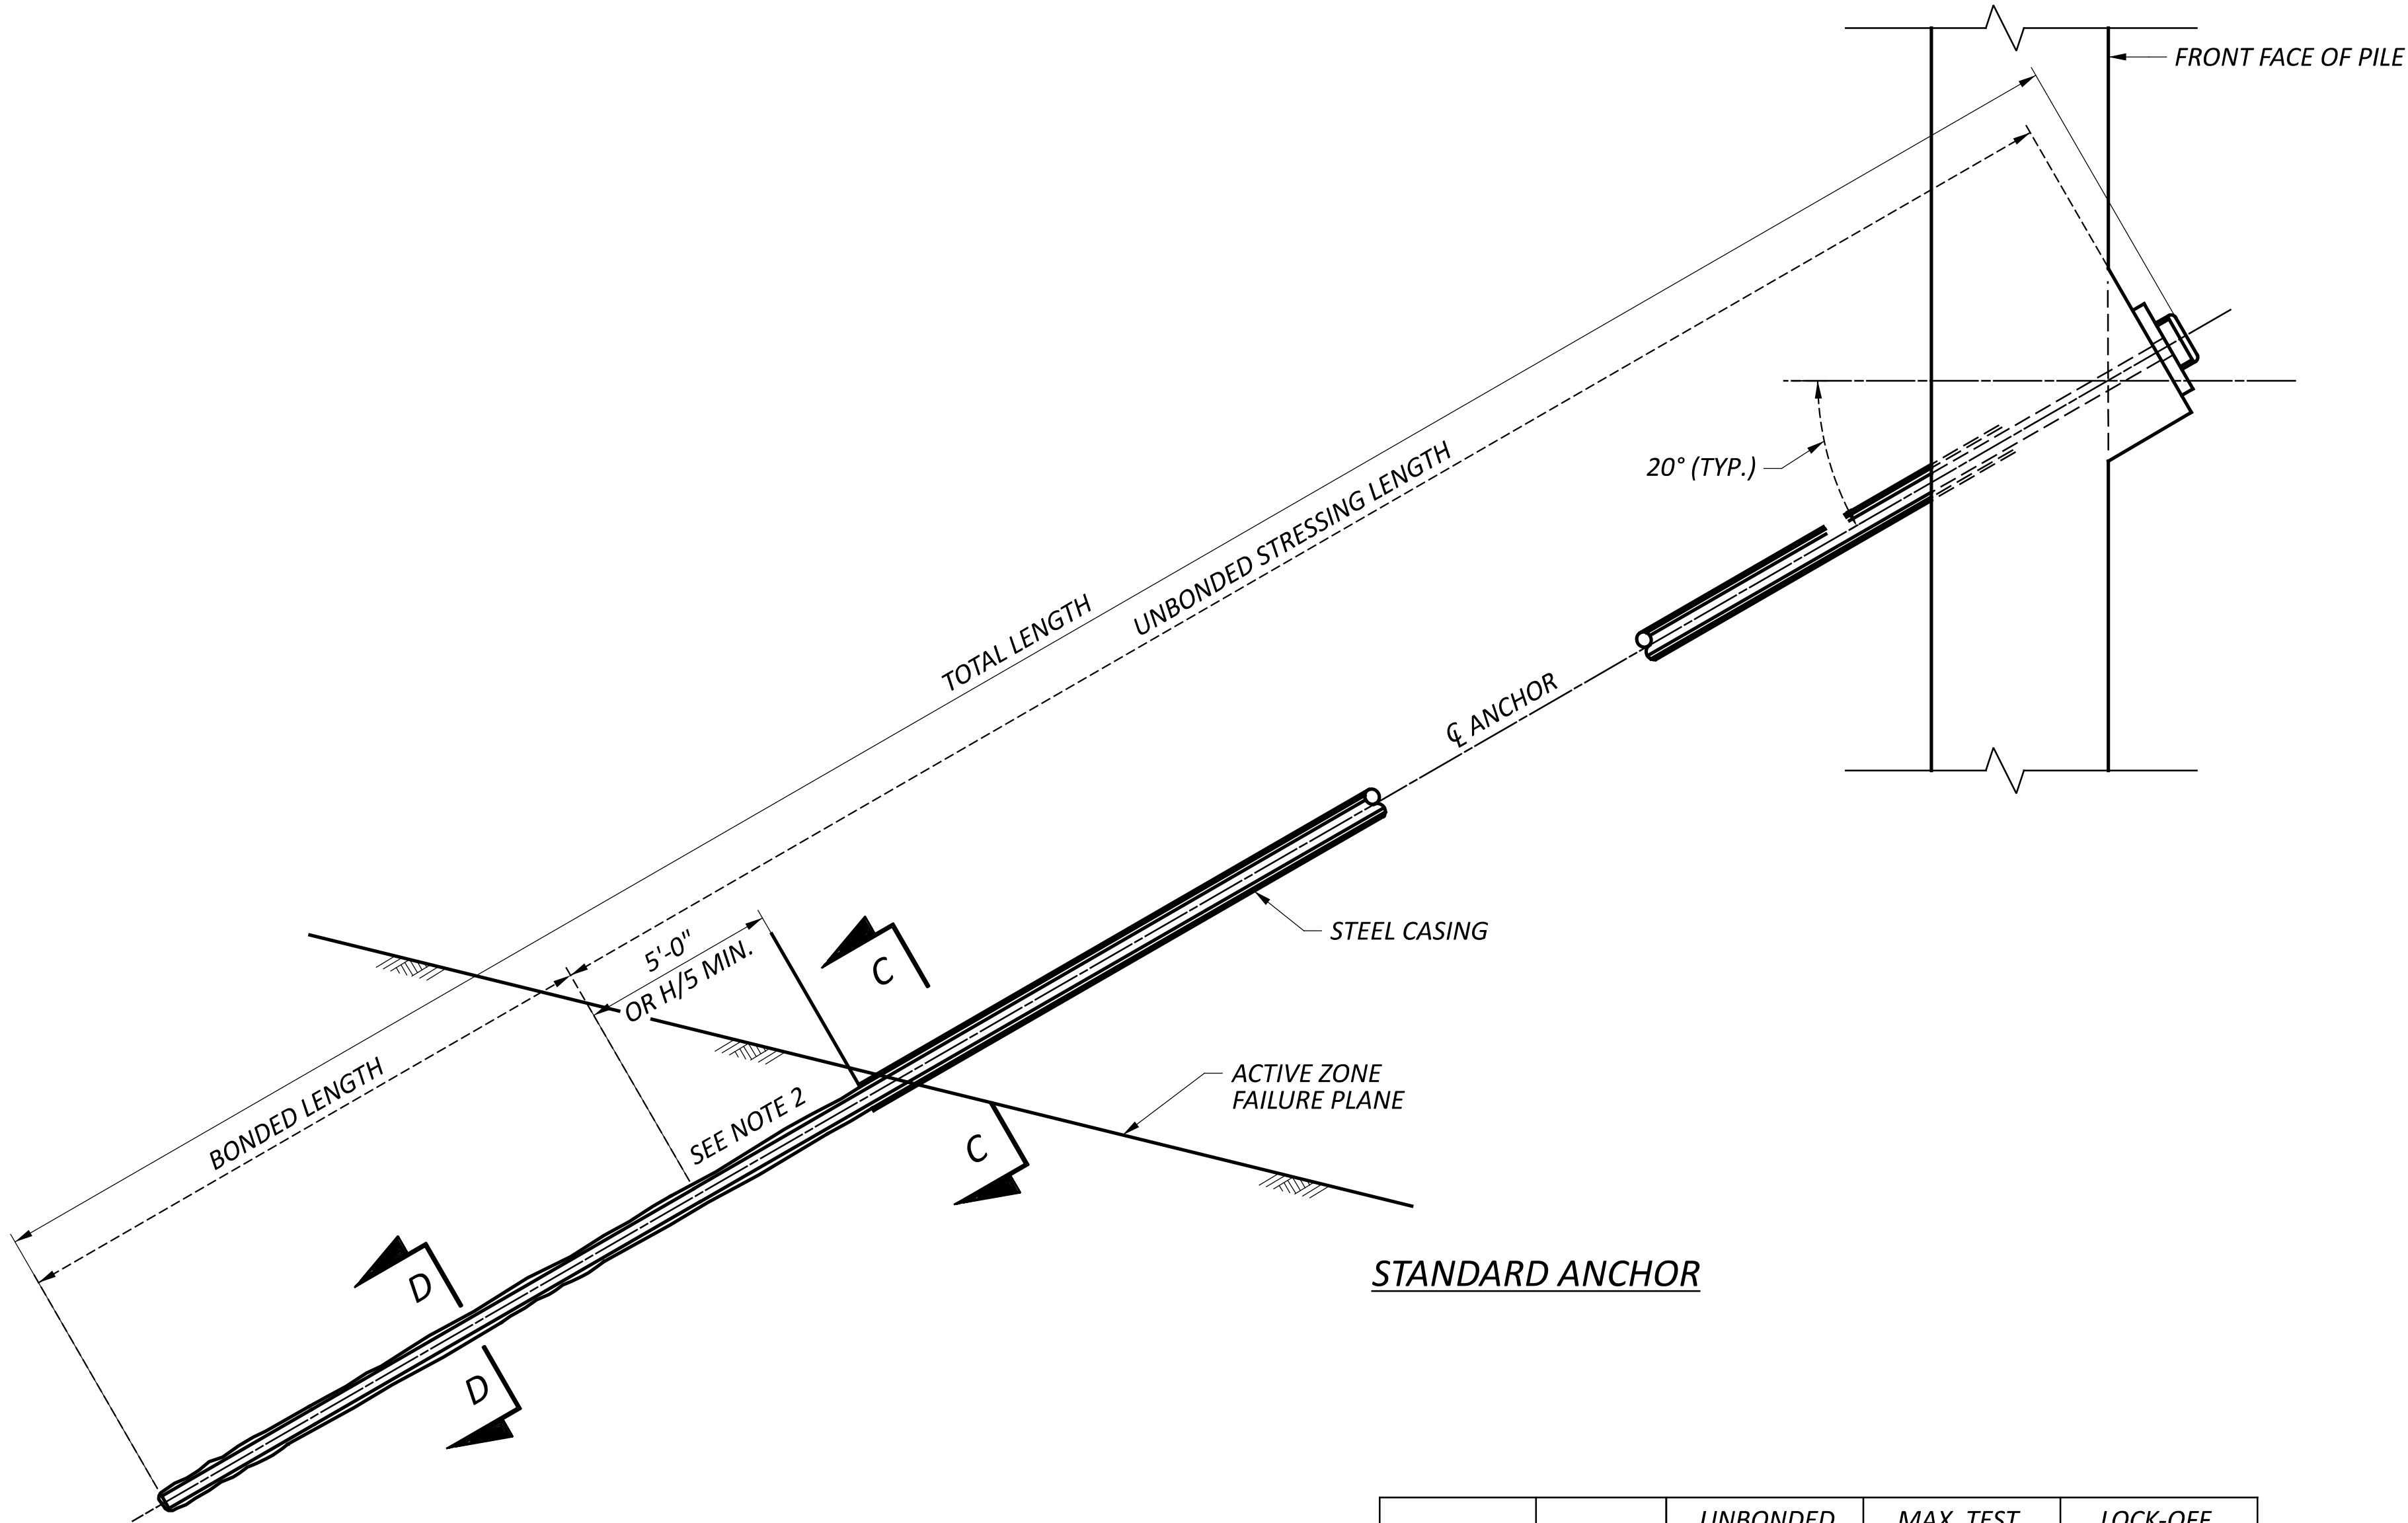 FRONT FACE OF PILE
20° (TYP.)
UNBONDED STRESSING LENGTH
TOTAL LENGTH
℄ ANCHOR
STEEL CASING
5'-0"
OR H/5 MIN.
C
ACTIVE ZONE
FAILURE PLANE
BONDED LENGTH
SEE NOTE 2
C
D
D
STANDARD ANCHOR
UNBONDED
MAX. TEST
LOCK-OFF